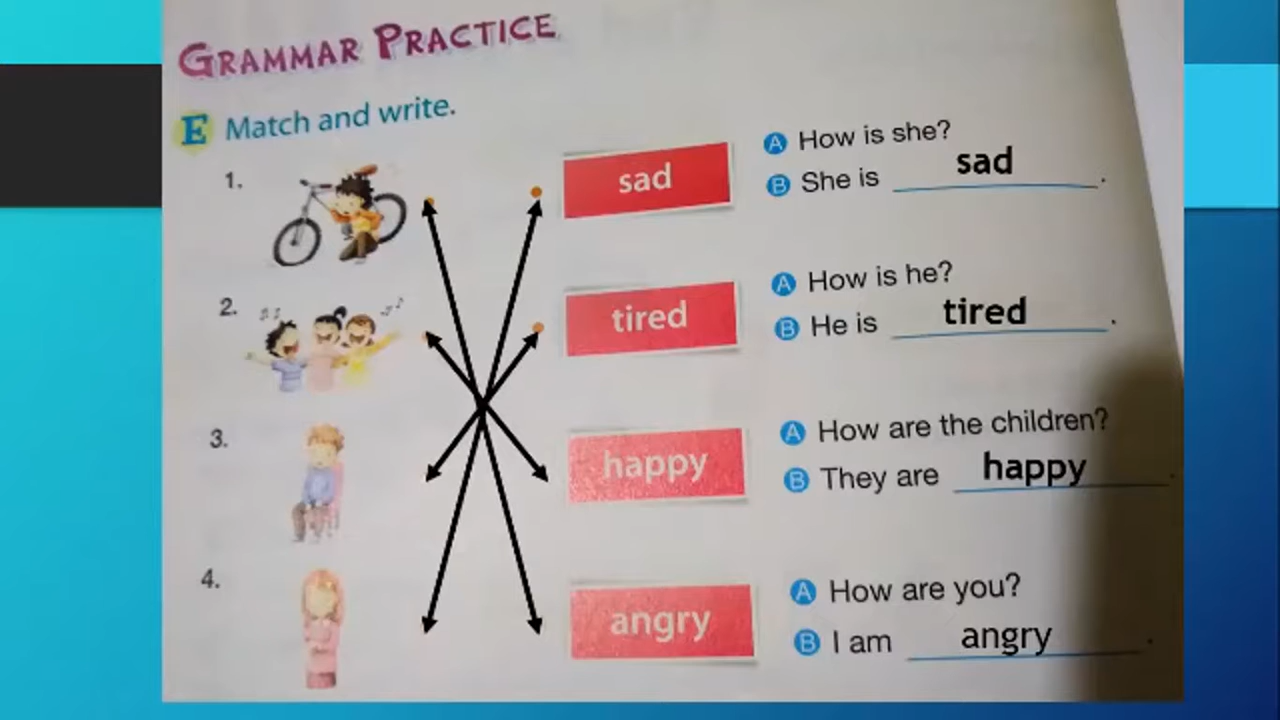 GRAMMAR PRACTICE
E Match and write.
1.
sad
A How is she?
B She is sad.
2.
tired
A How is he?
B He is tired.
3.
happy
A How are the children?
B They are happy.
4.
angry
A How are you?
B I am angry.